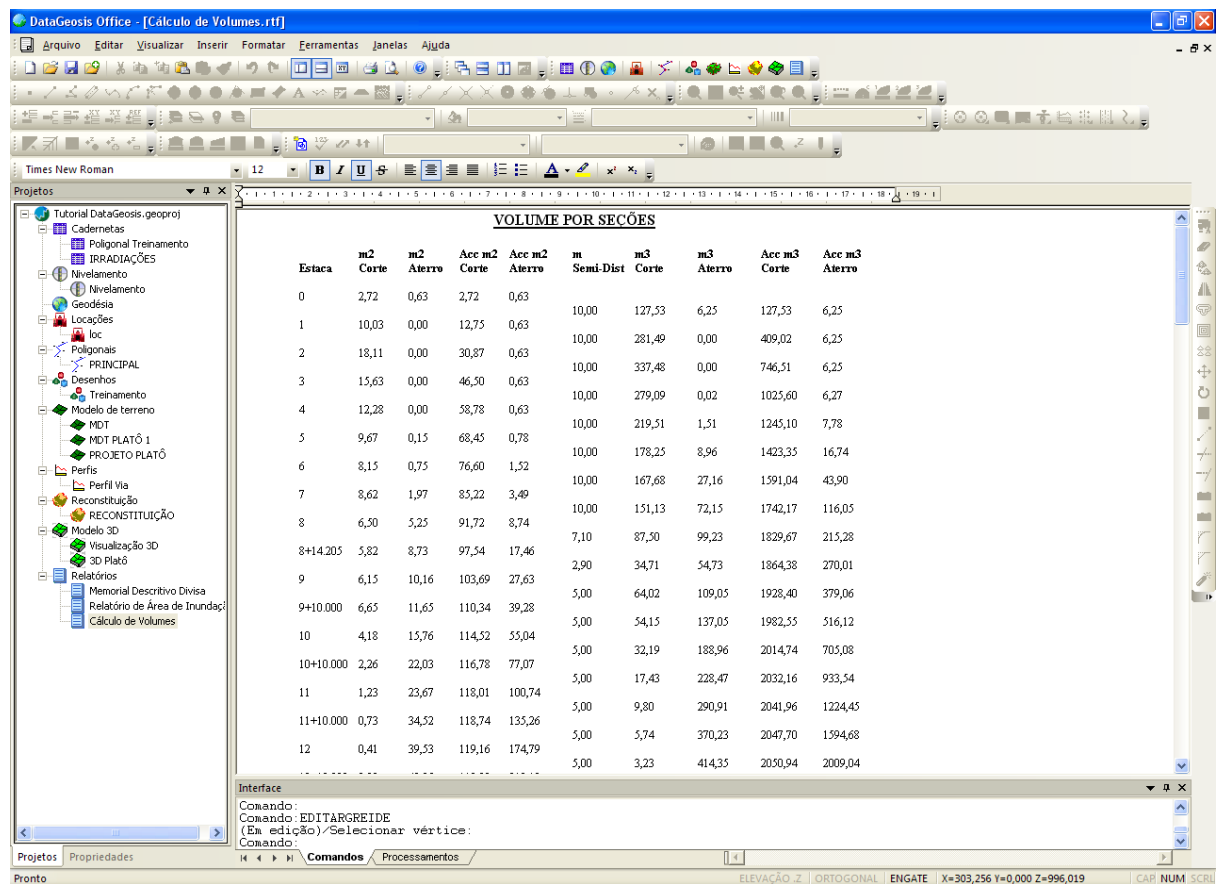 DataGeosis Office - [Cálculo de Volumes.rtf]
Arquivo Editar Visualizar Inserir Formatar Ferramentas Janelas Ajuda
Times New Roman 12 B I U S A x² x₂
Projetos
Tutorial DataGeosis.geoproj
Cadernetas
Poligonal Treinamento
IRRADIAÇÕES
Nivelamento
Nivelamento
Geodésia
Locações
loc
Poligonais
PRINCIPAL
Desenhos
Treinamento
Modelo de terreno
MDT
MDT PLATÔ 1
PROJETO PLATÔ
Perfis
Perfil Via
Reconstituição
RECONSTITUIÇÃO
Modelo 3D
Visualização 3D
3D Platô
Relatórios
Memorial Descritivo Divisa
Relatório de Área de Inundaçã
Cálculo de Volumes
Projetos Propriedades
1 2 3 4 5 6 7 8 9 10 11 12 13 14 15 16 17 18 19
VOLUME POR SEÇÕES
m2 m2 Acc m2 Acc m2 m m3 m3 Acc m3 Acc m3
Estaca Corte Aterro Corte Aterro Semi-Dist Corte Aterro Corte Aterro
0 2,72 0,63 2,72 0,63
10,00 127,53 6,25 127,53 6,25
1 10,03 0,00 12,75 0,63
10,00 281,49 0,00 409,02 6,25
2 18,11 0,00 30,87 0,63
10,00 337,48 0,00 746,51 6,25
3 15,63 0,00 46,50 0,63
10,00 279,09 0,02 1025,60 6,27
4 12,28 0,00 58,78 0,63
10,00 219,51 1,51 1245,10 7,78
5 9,67 0,15 68,45 0,78
10,00 178,25 8,96 1423,35 16,74
6 8,15 0,75 76,60 1,52
10,00 167,68 27,16 1591,04 43,90
7 8,62 1,97 85,22 3,49
10,00 151,13 72,15 1742,17 116,05
8 6,50 5,25 91,72 8,74
7,10 87,50 99,23 1829,67 215,28
8+14.205 5,82 8,73 97,54 17,46
2,90 34,71 54,73 1864,38 270,01
9 6,15 10,16 103,69 27,63
5,00 64,02 109,05 1928,40 379,06
9+10.000 6,65 11,65 110,34 39,28
5,00 54,15 137,05 1982,55 516,12
10 4,18 15,76 114,52 55,04
5,00 32,19 188,96 2014,74 705,08
10+10.000 2,26 22,03 116,78 77,07
5,00 17,43 228,47 2032,16 933,54
11 1,23 23,67 118,01 100,74
5,00 9,80 290,91 2041,96 1224,45
11+10.000 0,73 34,52 118,74 135,26
5,00 5,74 370,23 2047,70 1594,68
12 0,41 39,53 119,16 174,79
5,00 3,23 414,35 2050,94 2009,04
Interface
Comando:
Comando:EDITARGREIDE
(Em edição)/Selecionar vértice:
Comando:
Comandos Processamentos
Pronto
ELEVAÇÃO .Z ORTOGONAL ENGATE X=303,256 Y=0,000 Z=996,019 CAP NUM SCRL